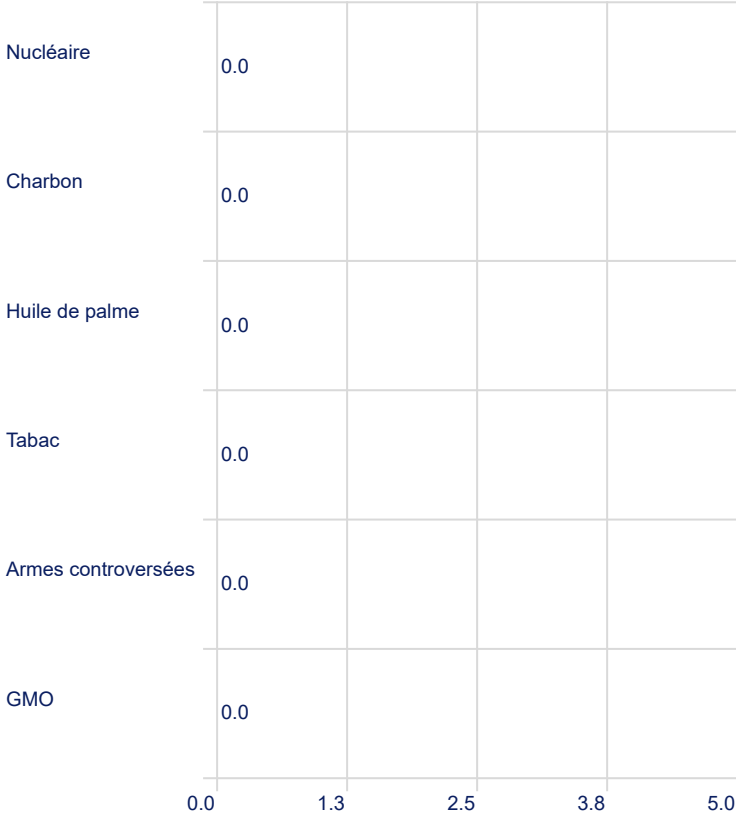 Nucléaire
0.0
Charbon
0.0
Huile de palme
0.0
Tabac
0.0
Armes controversées
0.0
GMO
0.0
0.0 1.3 2.5 3.8 5.0